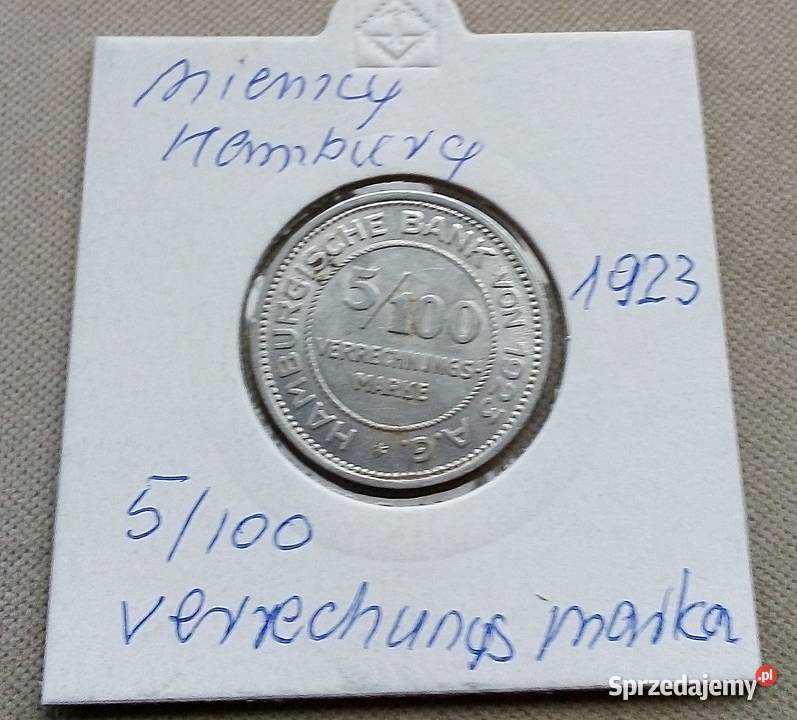 Niemcy
Hamburg
HAMBURGISCHE BANK VON 1923 A.G.
5/100
VERRECHNUNGS-
MARKE
1923
5/100
verrechungs marka
Sprzedajemy.pl